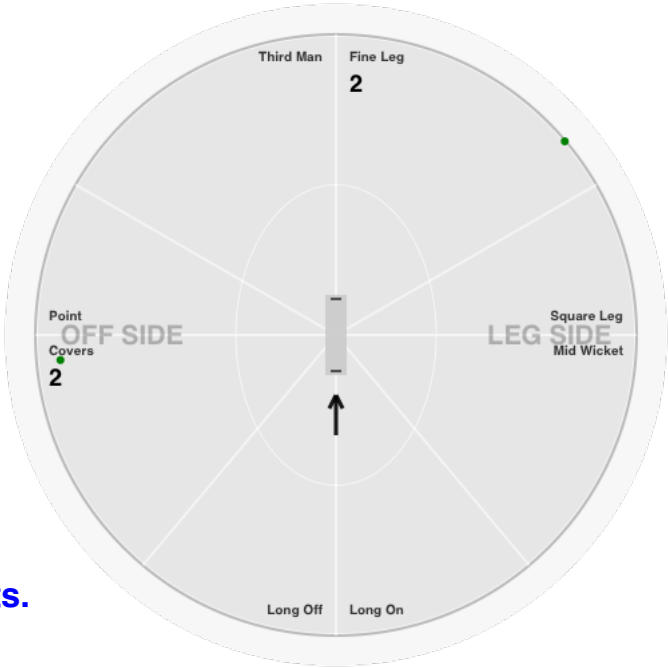 Third Man
Fine Leg
2
Point
Square Leg
OFF SIDE
LEG SIDE
Covers
Mid Wicket
2
Long Off
Long On